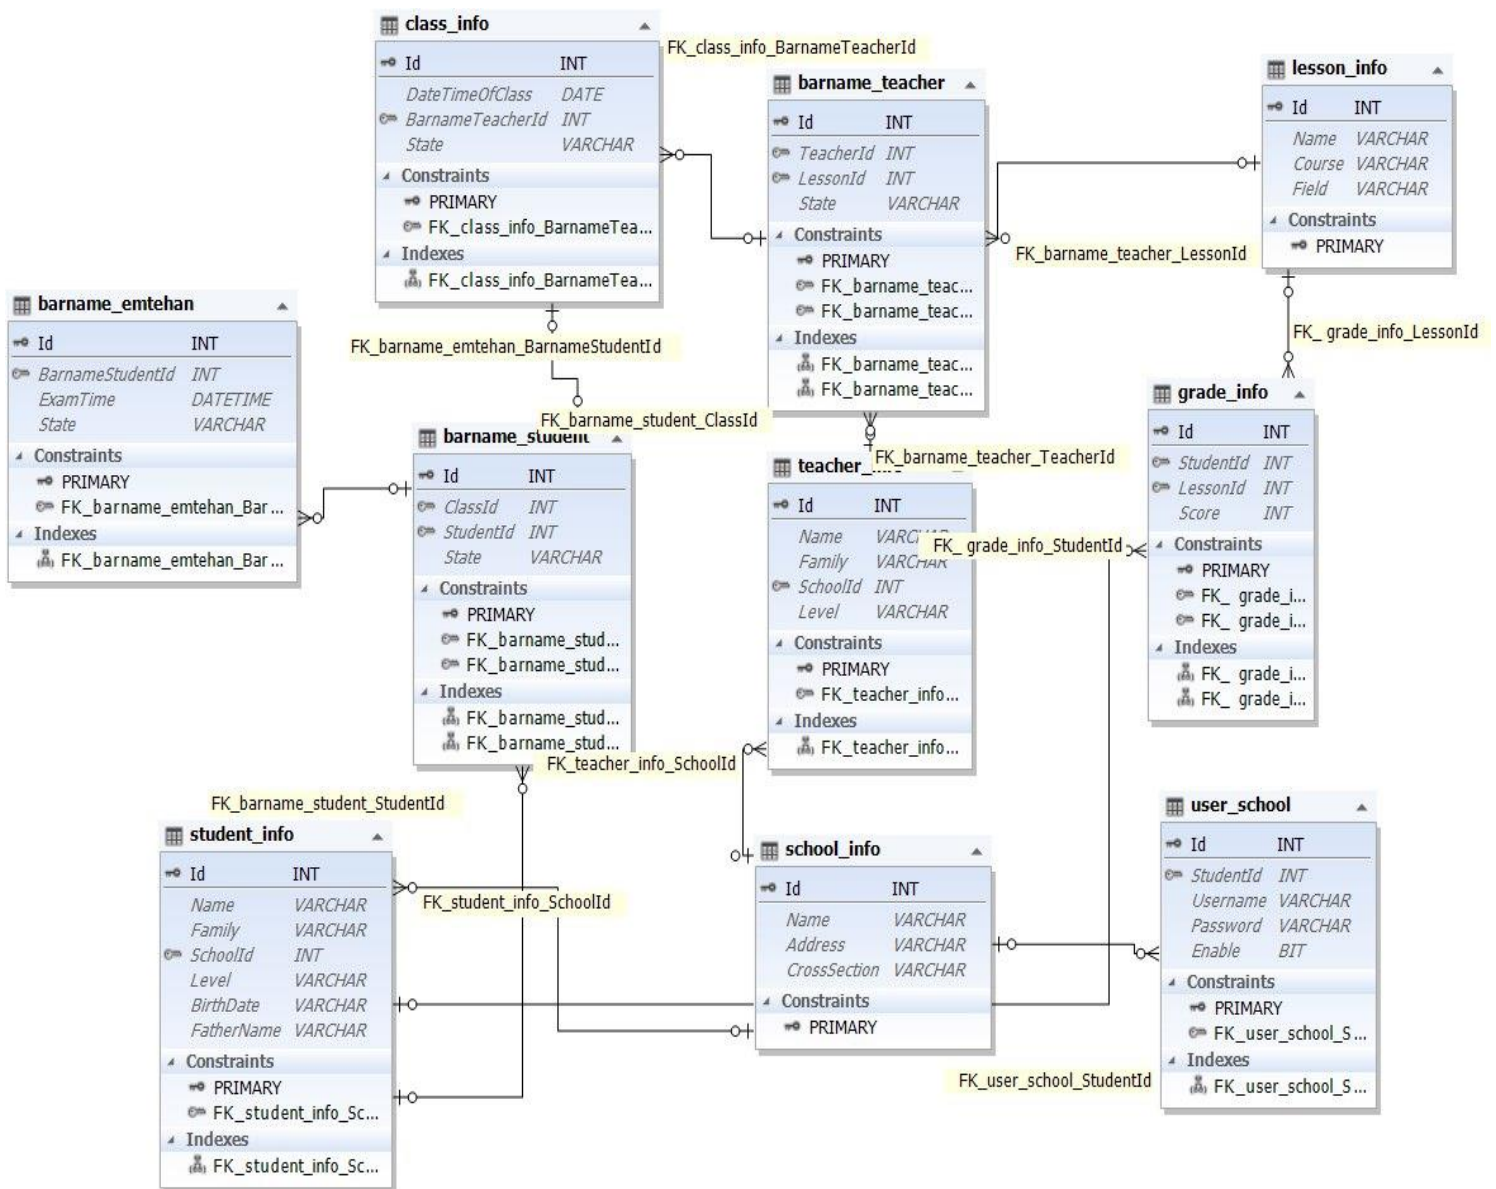 class_info
Id INT
DateTimeOfClass DATE
BarnameTeacherId INT
State VARCHAR
Constraints
PRIMARY
FK_class_info_BarnameTea...
Indexes
FK_class_info_BarnameTea...
FK_class_info_BarnameTeacherId
barname_teacher
Id INT
TeacherId INT
LessonId INT
State VARCHAR
Constraints
PRIMARY
FK_barname_teac...
FK_barname_teac...
Indexes
FK_barname_teac...
FK_barname_teac...
lesson_info
Id INT
Name VARCHAR
Course VARCHAR
Field VARCHAR
Constraints
PRIMARY
FK_barname_teacher_LessonId
FK_ grade_info_LessonId
barname_emtehan
Id INT
BarnameStudentId INT
ExamTime DATETIME
State VARCHAR
Constraints
PRIMARY
FK_barname_emtehan_Bar...
Indexes
FK_barname_emtehan_Bar...
FK_barname_emtehan_BarnameStudentId
FK_barname_student_ClassId
barname_student
Id INT
ClassId INT
StudentId INT
State VARCHAR
Constraints
PRIMARY
FK_barname_stud...
FK_barname_stud...
Indexes
FK_barname_stud...
FK_barname_stud...
FK_barname_teacher_TeacherId
Id INT
Name
Family VARCHAR
SchoolId INT
Level VARCHAR
Constraints
PRIMARY
FK_teacher_info...
Indexes
FK_teacher_info...
grade_info
Id INT
StudentId INT
LessonId INT
Score INT
Constraints
PRIMARY
FK_ grade_i...
FK_ grade_i...
Indexes
FK_ grade_i...
FK_ grade_i...
FK_ grade_info_StudentId
FK_teacher_info_SchoolId
FK_barname_student_StudentId
student_info
Id INT
Name VARCHAR
Family VARCHAR
SchoolId INT
Level VARCHAR
BirthDate VARCHAR
FatherName VARCHAR
Constraints
PRIMARY
FK_student_info_Sc...
Indexes
FK_student_info_Sc...
FK_student_info_SchoolId
school_info
Id INT
Name VARCHAR
Address VARCHAR
CrossSection VARCHAR
Constraints
PRIMARY
user_school
Id INT
StudentId INT
Username VARCHAR
Password VARCHAR
Enable BIT
Constraints
PRIMARY
FK_user_school_S...
Indexes
FK_user_school_S...
FK_user_school_StudentId